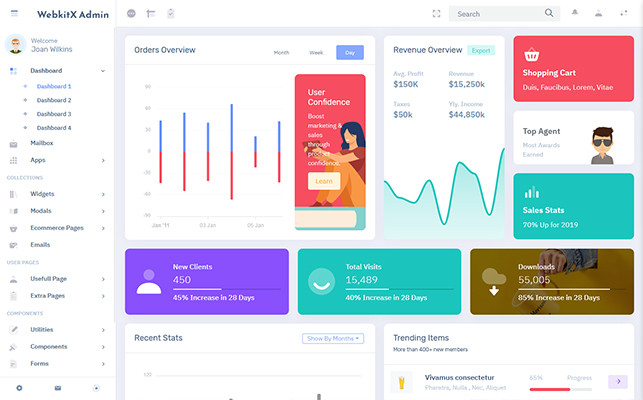 WebkitX Admin
Search
Welcome
Joan Wilkins
Dashboard
Dashboard 1
Dashboard 2
Dashboard 3
Dashboard 4
Mailbox
Apps
COLLECTIONS
Widgets
Modals
Ecommerce Pages
Emails
USER PAGES
Usefull Page
Extra Pages
COMPONENTS
Utilities
Components
Forms
Orders Overview
Month
Week
Day
90
60
30
0
-30
-60
-90
Jan '11
03 Jan
05 Jan
User
Confidence
Boost
marketing &
sales
through
product
confidence.
Learn
Revenue Overview
Export
Avg. Profit
Revenue
$150K
$15,250k
Taxes
Yly. Income
$50k
$44,850k
Shopping Cart
Duis, Faucibus, Lorem, Vitae
Top Agent
Most Awards
Earned
Sales Stats
70% Up for 2019
New Clients
450
45% Increase in 28 Days
Total Visits
15,489
40% Increase in 28 Days
Downloads
55,005
85% Increase in 28 Days
Recent Stats
Show By Months
Trending Items
More than 400+ new members
Vivamus consectetur
Pharetra, Nulla , Nec, Aliquet
65%
Progress